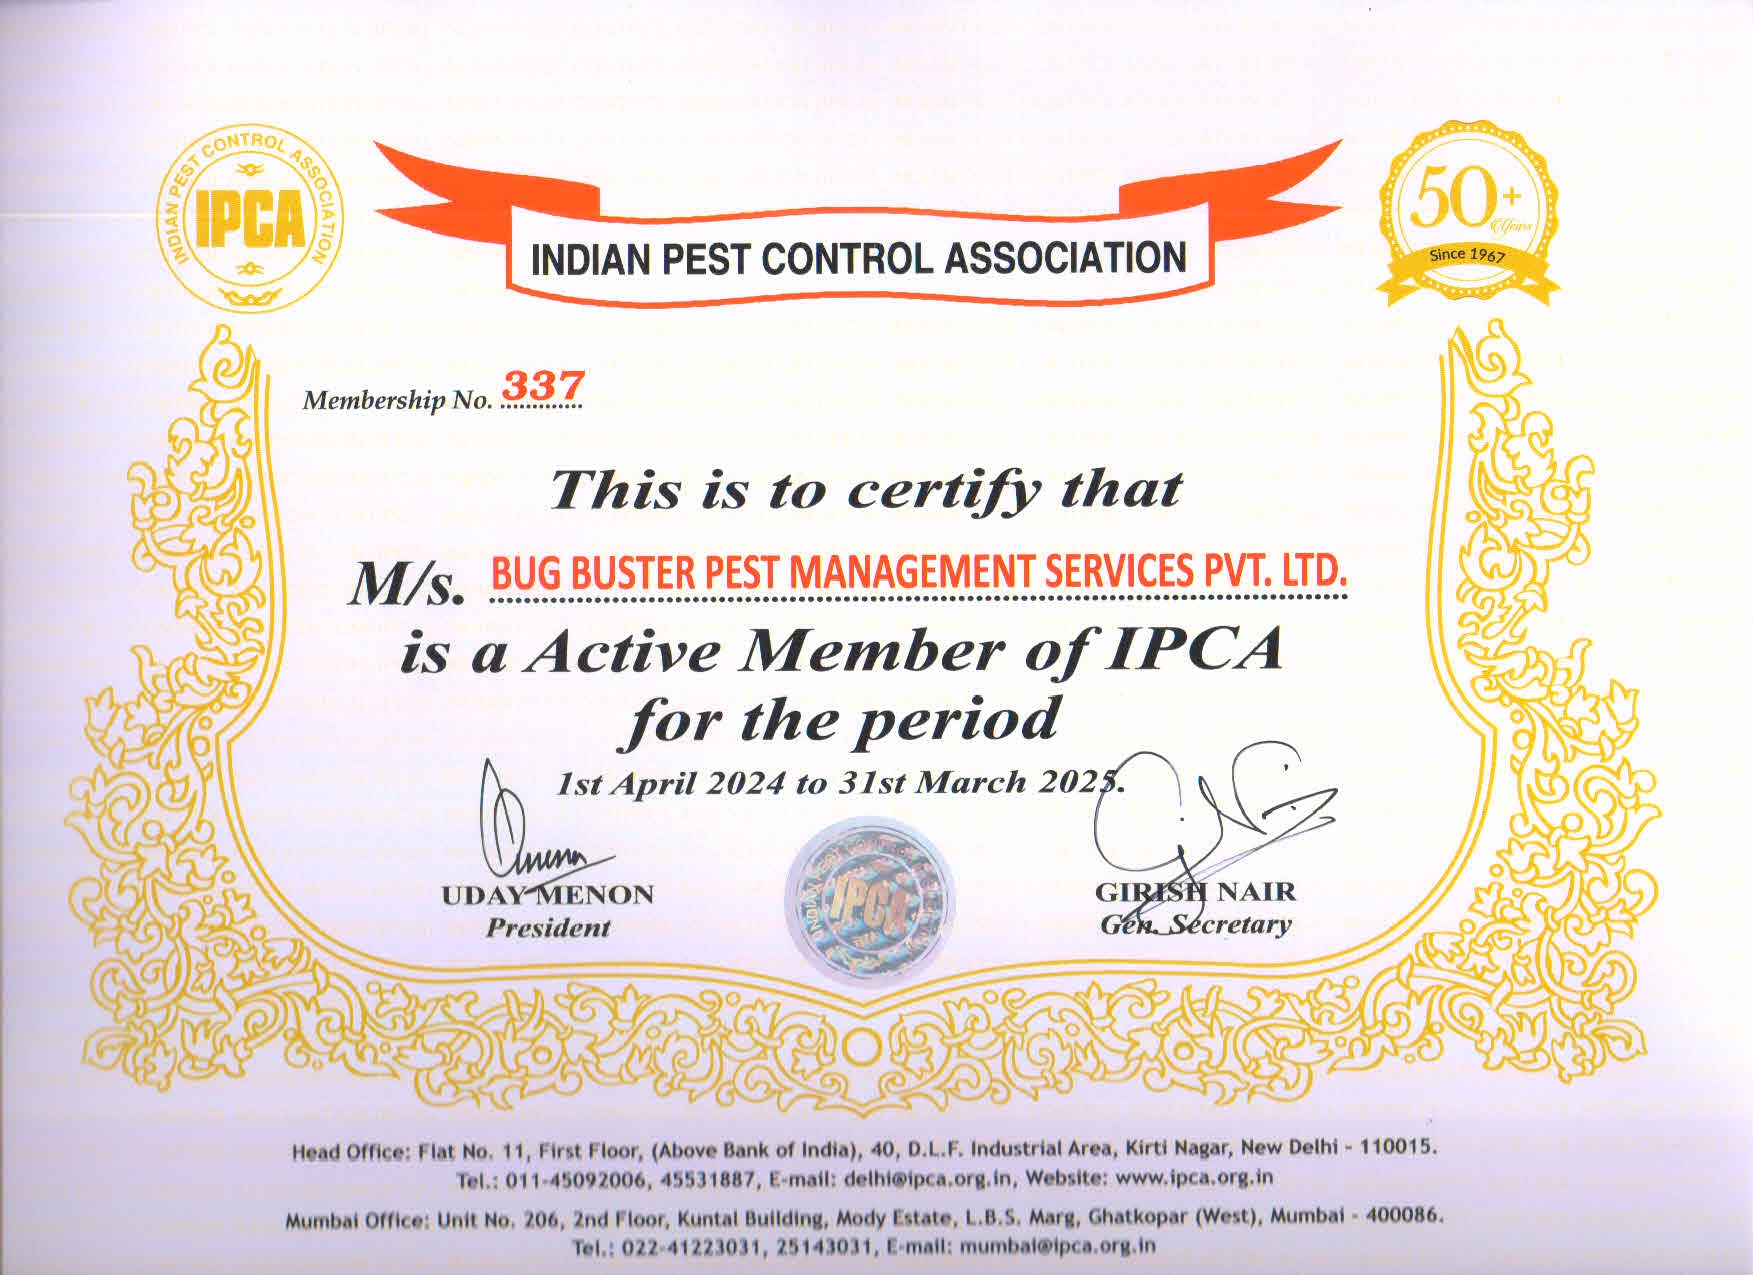 INDIAN PEST CONTROL ASSOCIATION
IPCA
INDIAN PEST CONTROL ASSOCIATION
50+
Years
Since 1967
Membership No. 337
This is to certify that
M/s. BUG BUSTER PEST MANAGEMENT SERVICES PVT. LTD.
is a Active Member of IPCA
for the period
1st April 2024 to 31st March 2025.
UDAY MENON
President
IPCA
GIRISH NAIR
Gen. Secretary
Head Office: Flat No. 11, First Floor, (Above Bank of India), 40, D.L.F. Industrial Area, Kirti Nagar, New Delhi - 110015.
Tel.: 011-45092006, 45531887, E-mail: delhi@ipca.org.in, Website: www.ipca.org.in
Mumbai Office: Unit No. 206, 2nd Floor, Kuntal Building, Mody Estate, L.B.S. Marg, Ghatkopar (West), Mumbai - 400086.
Tel.: 022-41223031, 25143031, E-mail: mumbai@ipca.org.in